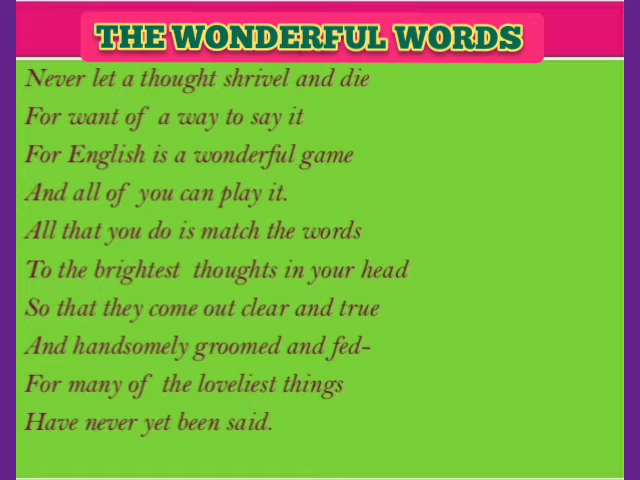 THE WONDERFUL WORDS
Never let a thought shrivel and die
For want of a way to say it
For English is a wonderful game
And all of you can play it.
All that you do is match the words
To the brightest thoughts in your head
So that they come out clear and true
And handsomely groomed and fed-
For many of the loveliest things
Have never yet been said.